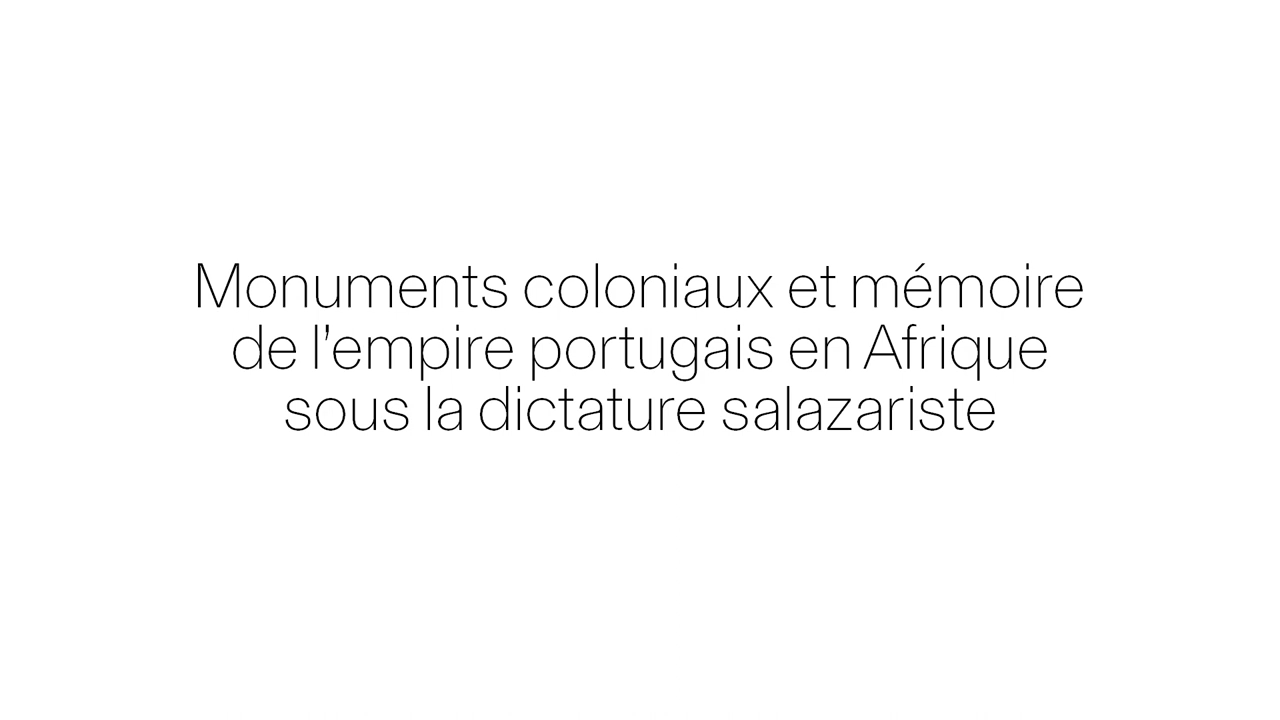 Monuments coloniaux et mémoire
de l’empire portugais en Afrique
sous la dictature salazariste